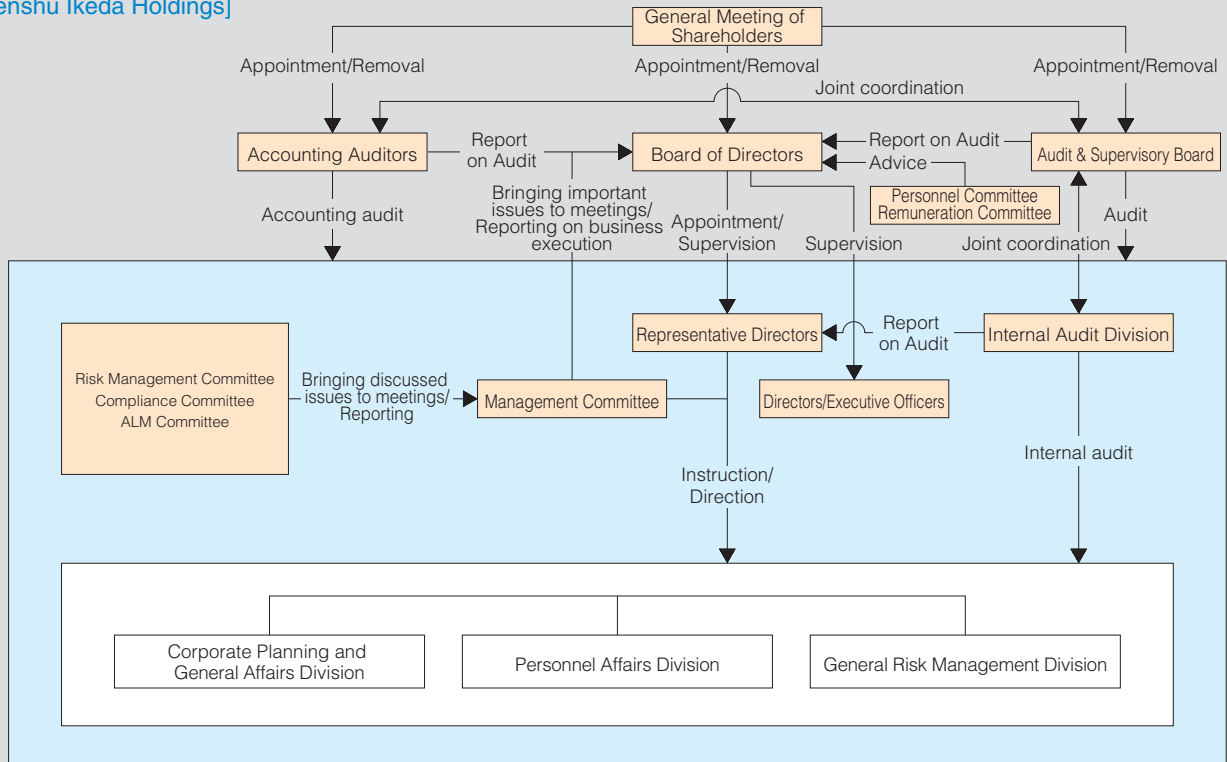 enshu Ikeda Holdings]
General Meeting of
Shareholders
Appointment/Removal
Appointment/Removal
Appointment/Removal
Joint coordination
Accounting Auditors
Report
on Audit
Board of Directors
Report on Audit
Advice
Audit & Supervisory Board
Personnel Committee
Remuneration Committee
Accounting audit
Bringing important
issues to meetings/
Reporting on business
execution
Appointment/
Supervision
Supervision
Joint coordination
Audit
Representative Directors
Report
on Audit
Internal Audit Division
Risk Management Committee
Compliance Committee
ALM Committee
Bringing discussed
issues to meetings/
Reporting
Management Committee
Directors/Executive Officers
Instruction/
Direction
Internal audit
Corporate Planning and
General Affairs Division
Personnel Affairs Division
General Risk Management Division